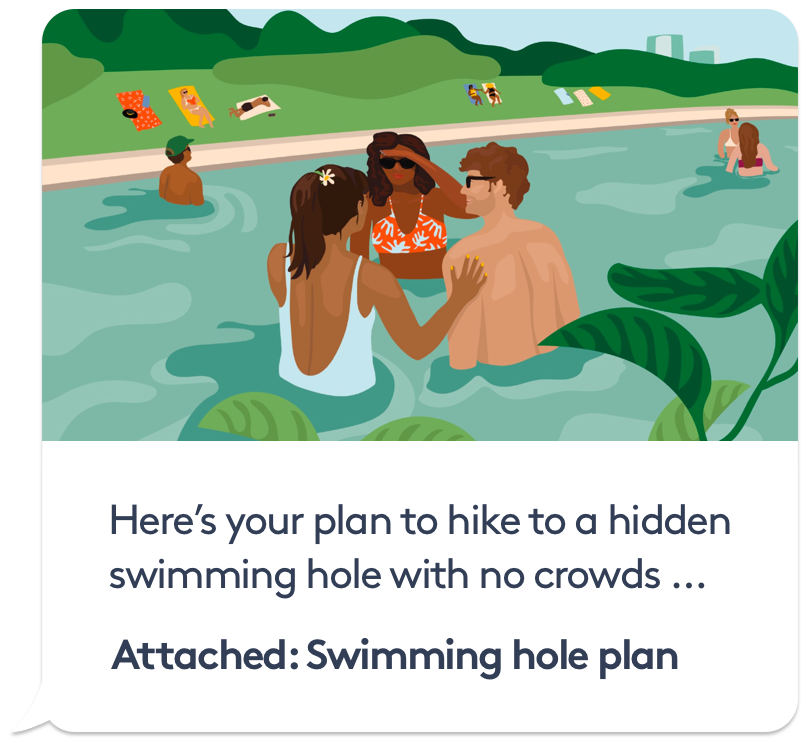 Here’s your plan to hike to a hidden
swimming hole with no crowds ...
Attached: Swimming hole plan